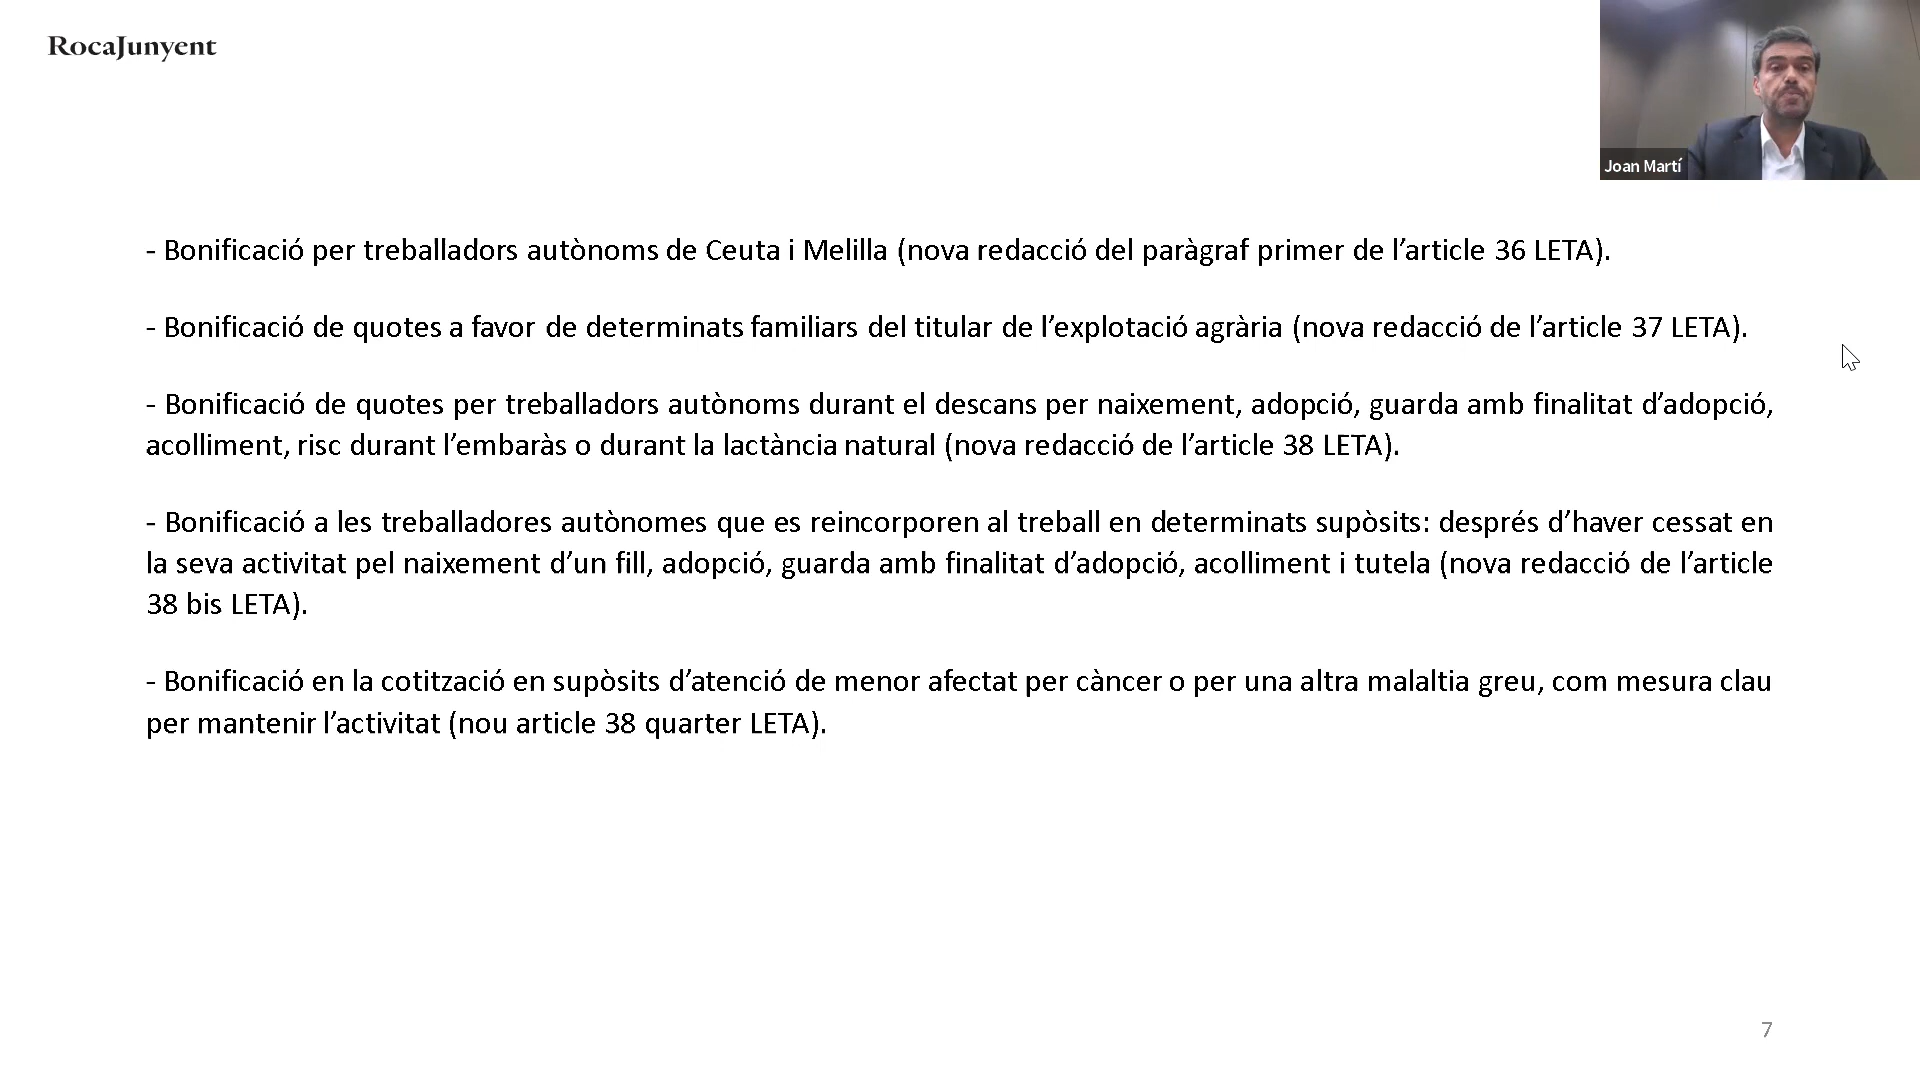 RocaJunyent
Joan Martí
- Bonificació per treballadors autònoms de Ceuta i Melilla (nova redacció del paràgraf primer de l’article 36 LETA).
- Bonificació de quotes a favor de determinats familiars del titular de l’explotació agrària (nova redacció de l’article 37 LETA).
- Bonificació de quotes per treballadors autònoms durant el descans per naixement, adopció, guarda amb finalitat d’adopció,
acolliment, risc durant l’embaràs o durant la lactància natural (nova redacció de l’article 38 LETA).
- Bonificació a les treballadores autònomes que es reincorporen al treball en determinats supòsits: després d’haver cessat en
la seva activitat pel naixement d’un fill, adopció, guarda amb finalitat d’adopció, acolliment i tutela (nova redacció de l’article
38 bis LETA).
- Bonificació en la cotització en supòsits d’atenció de menor afectat per càncer o per una altra malaltia greu, com mesura clau
per mantenir l’activitat (nou article 38 quarter LETA).
7